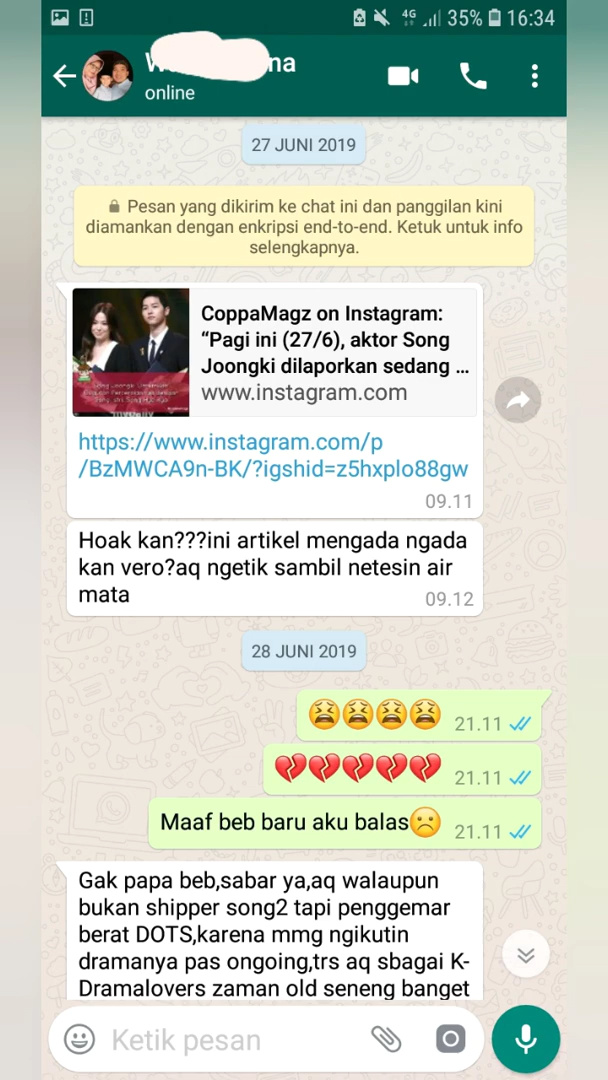 4G 35% 16:34
na
online
27 JUNI 2019
Pesan yang dikirim ke chat ini dan panggilan kini
diamankan dengan enkripsi end-to-end. Ketuk untuk info
selengkapnya.
CoppaMagz on Instagram:
“Pagi ini (27/6), aktor Song
Joongki dilaporkan sedang ...
www.instagram.com
https://www.instagram.com/p
/BzMWCA9n-BK/?igshid=z5hxplo88gw
09.11
Hoak kan???ini artikel mengada ngada
kan vero?aq ngetik sambil netesin air
mata
09.12
28 JUNI 2019
😫😫😫😫 21.11
💔💔💔💔💔 21.11
Maaf beb baru aku balas☹️ 21.11
Gak papa beb,sabar ya,aq walaupun
bukan shipper song2 tapi penggemar
berat DOTS,karena mmg ngikutin
dramanya pas ongoing,trs aq sbagai K-
Dramalovers zaman old seneng banget
Ketik pesan